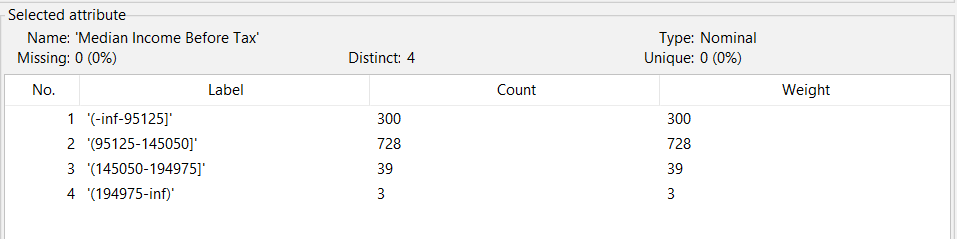 Selected attribute
Name: 'Median Income Before Tax' Type: Nominal
Missing: 0 (0%) Distinct: 4 Unique: 0 (0%)
No. Label Count Weight
1 '(-inf-95125]' 300 300
2 '(95125-145050]' 728 728
3 '(145050-194975]' 39 39
4 '(194975-inf)' 3 3